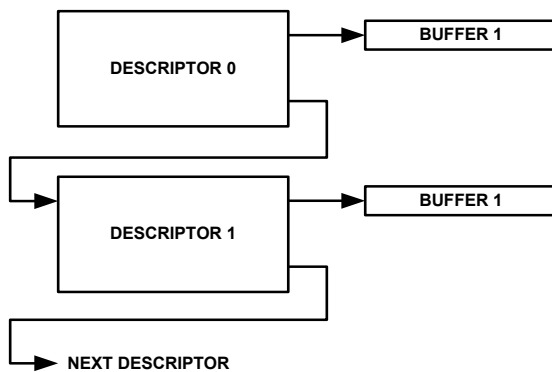 BUFFER 1
DESCRIPTOR 0
BUFFER 1
DESCRIPTOR 1
NEXT DESCRIPTOR